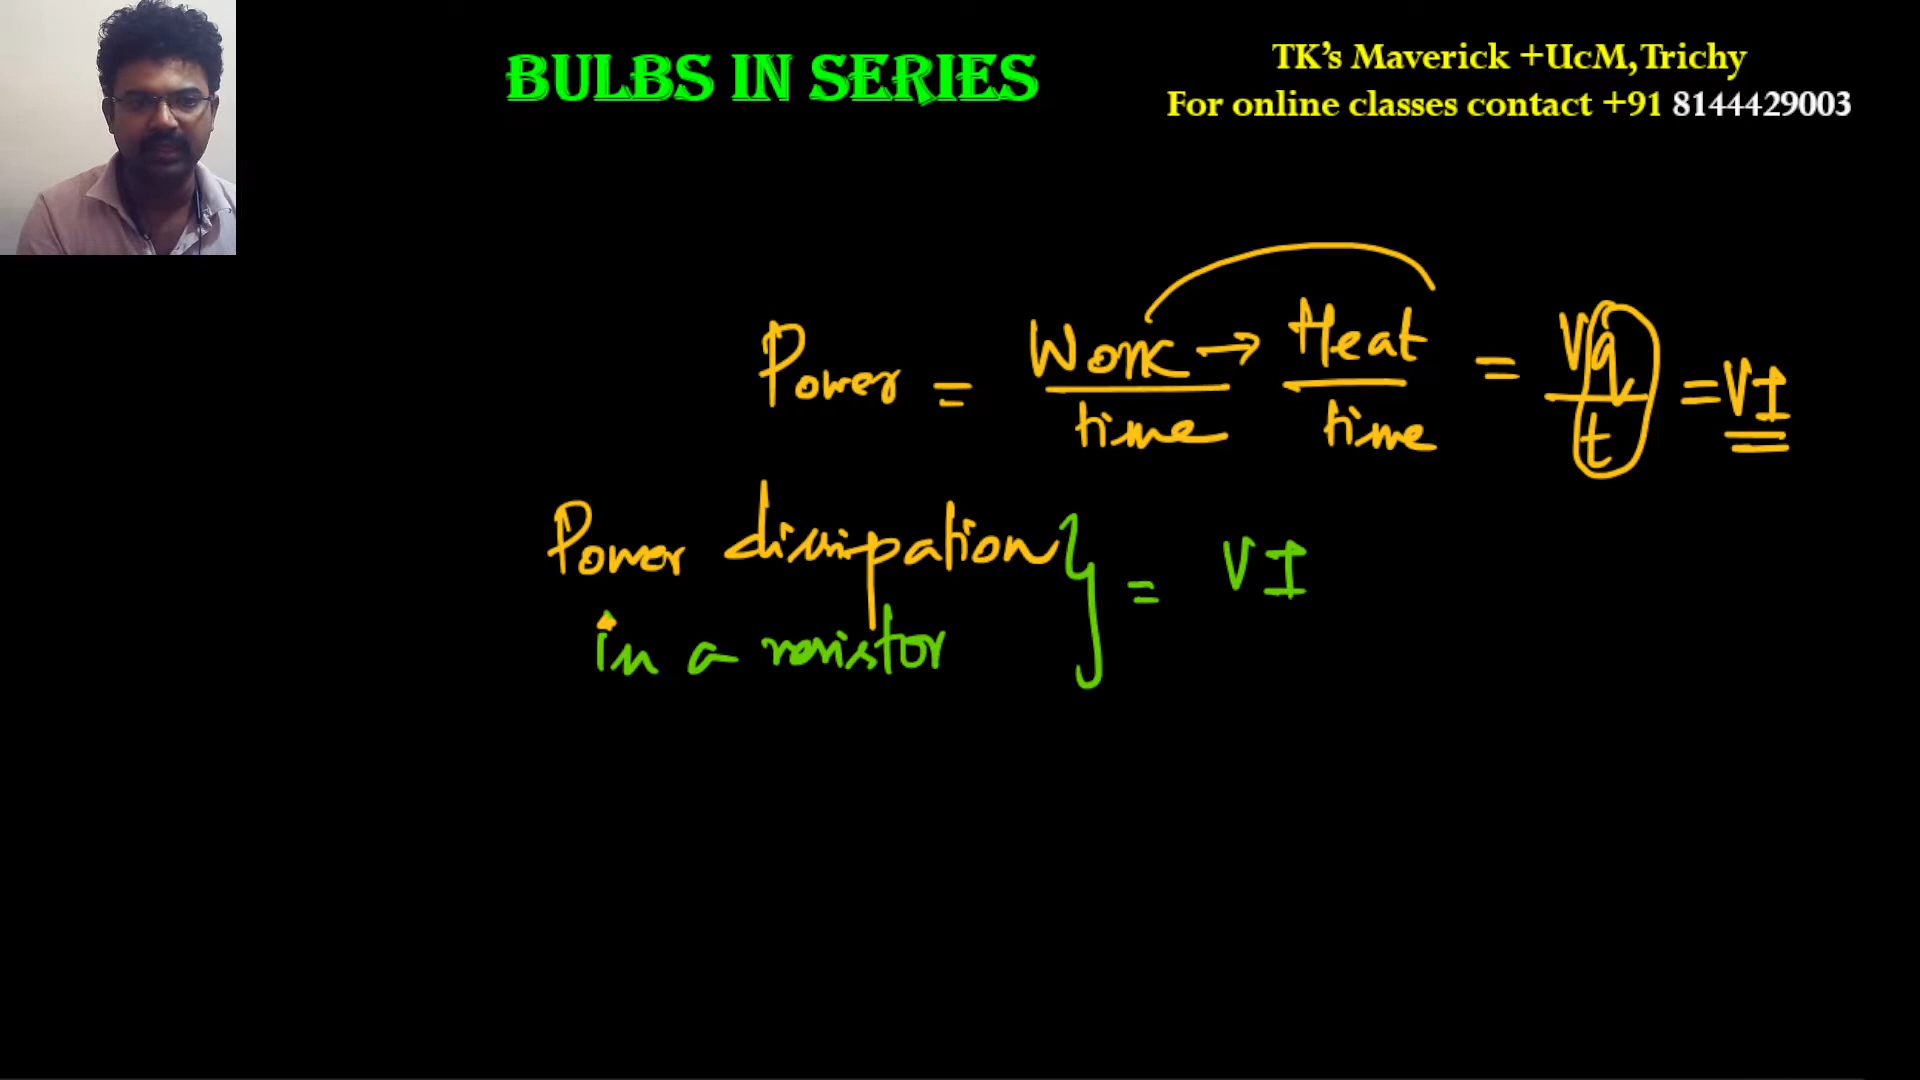 BULBS IN SERIES
TK's Maverick +UcM,Trichy
For online classes contact +91 8144429003
Power = Work/time → Heat/time = Vq/t = VI
Power dissipation
in a resistor } = VI